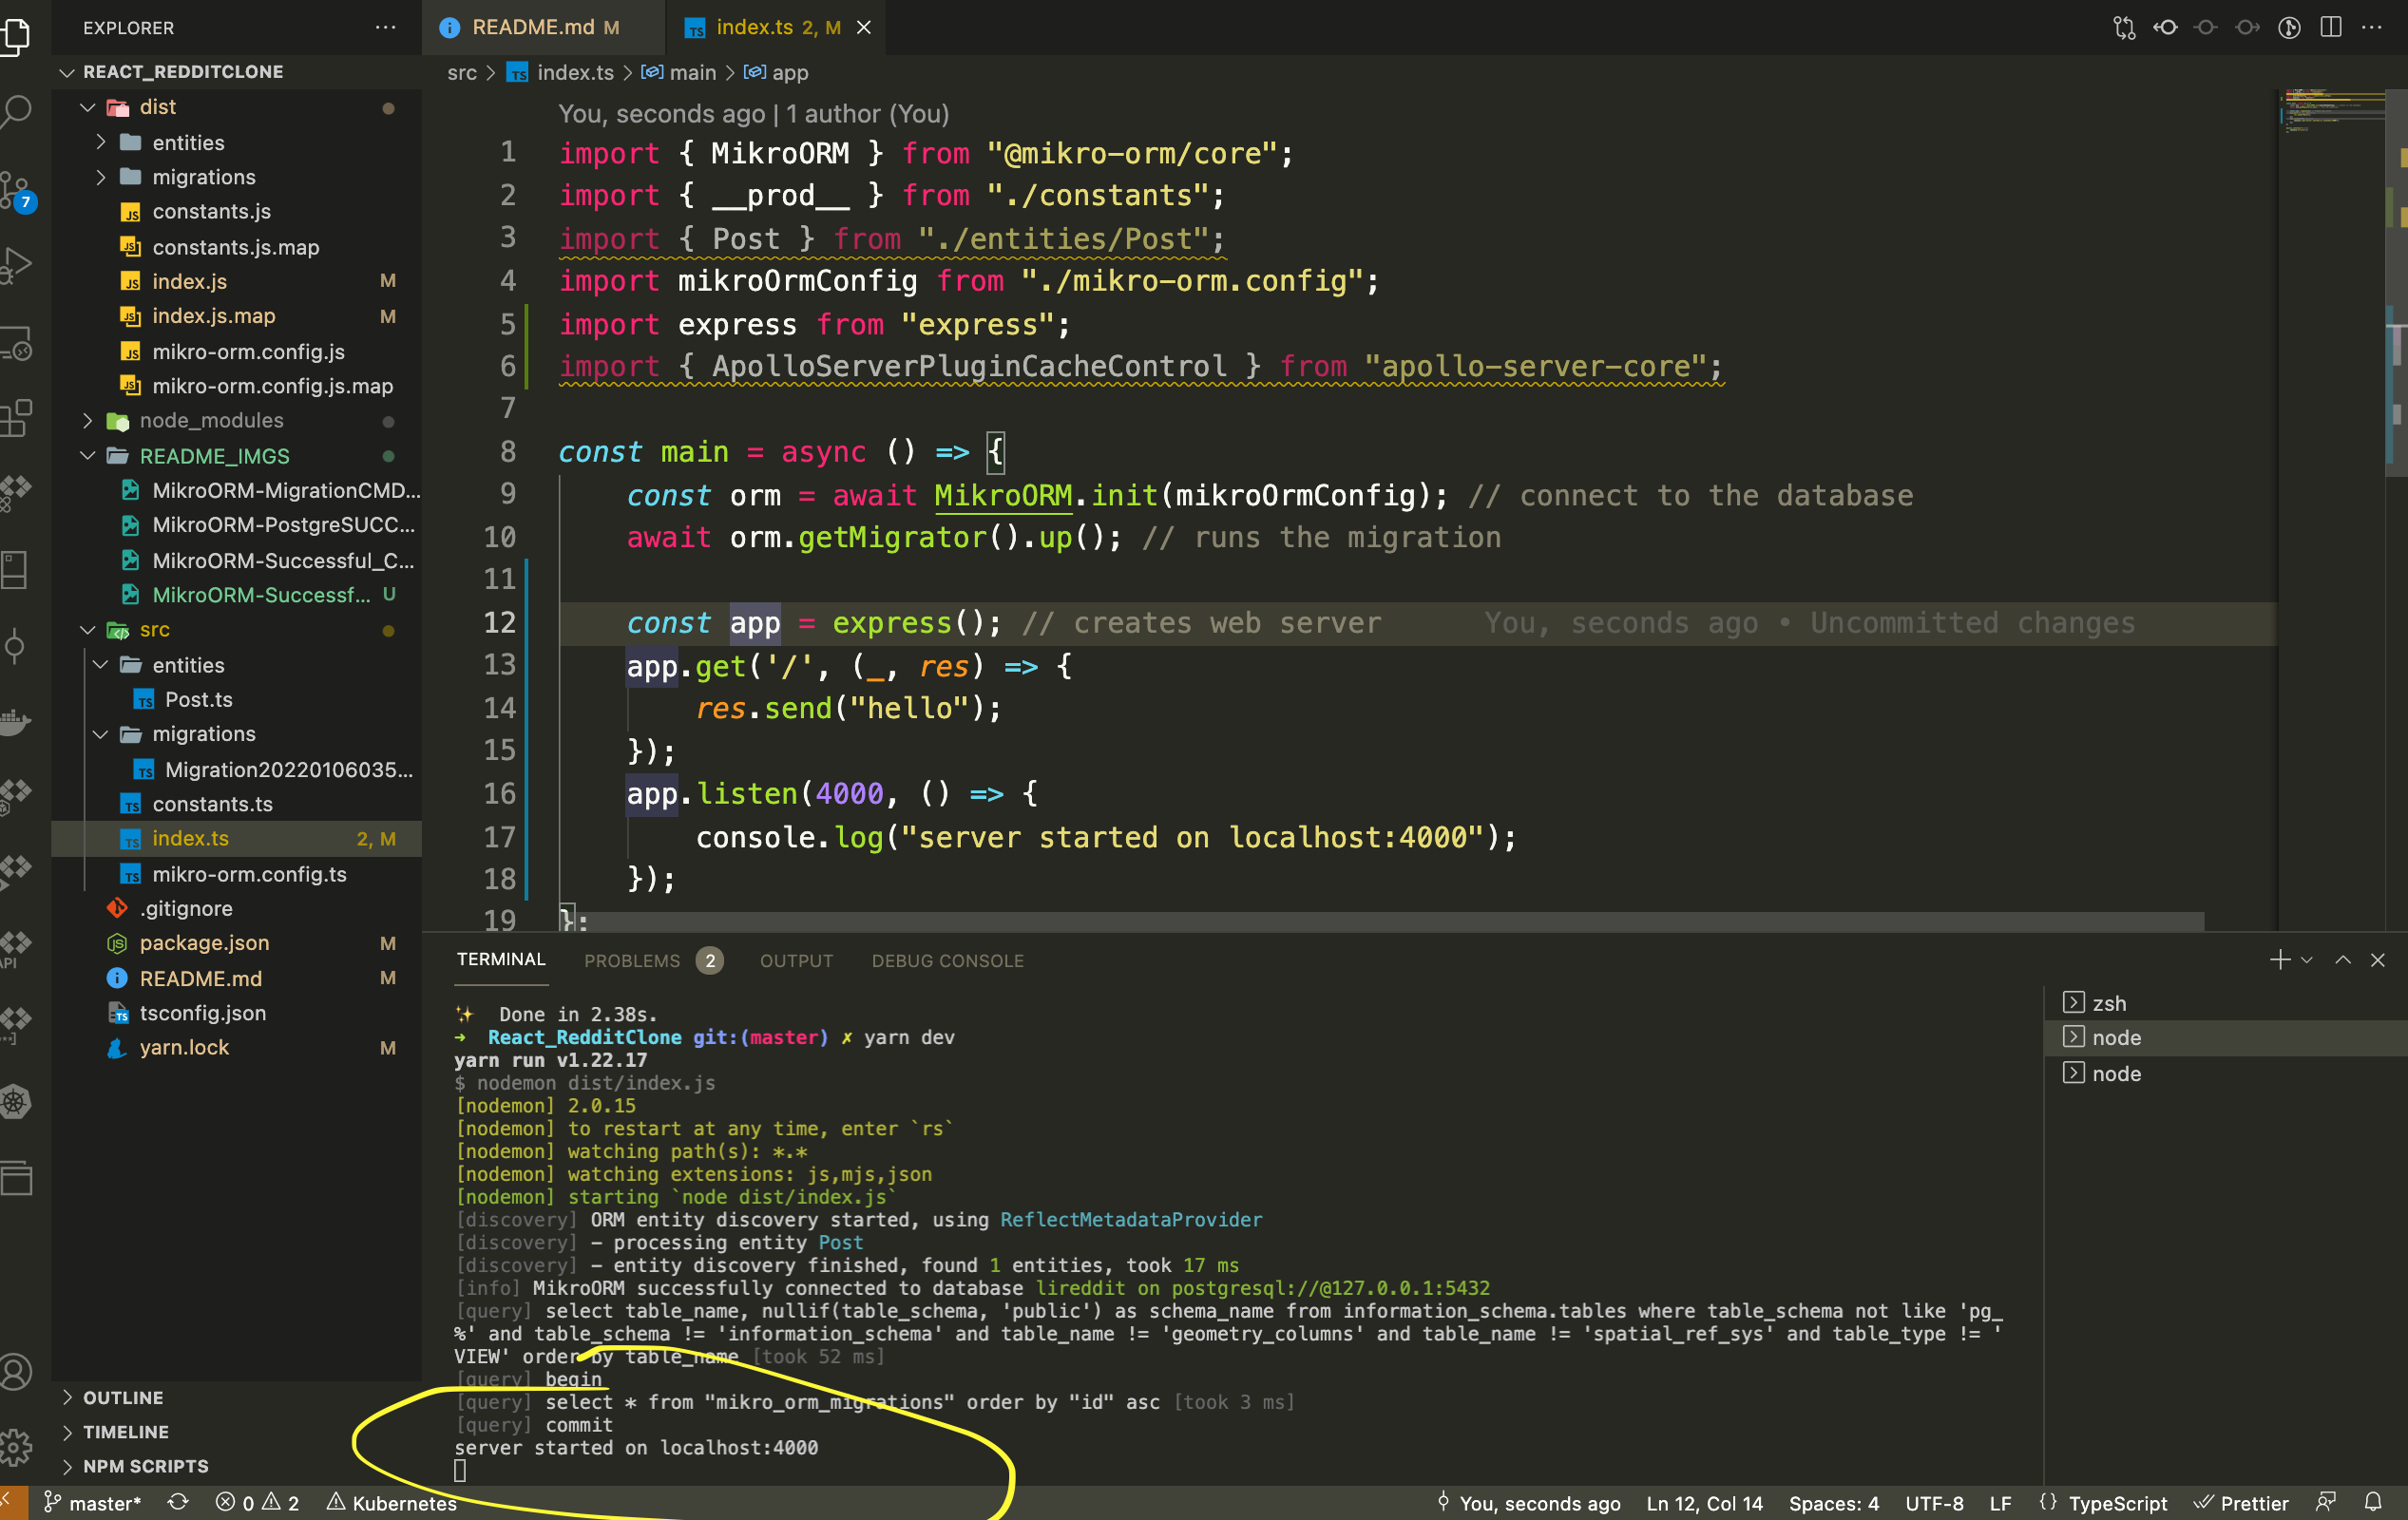 EXPLORER
REACT_REDDITCLONE
dist
entities
migrations
constants.js
constants.js.map
index.js M
index.js.map M
mikro-orm.config.js
mikro-orm.config.js.map
node_modules
README_IMGS
MikroORM-MigrationCMD...
MikroORM-PostgreSUCC...
MikroORM-Successful_C...
MikroORM-Successf... U
src
entities
Post.ts
migrations
Migration20220106035...
constants.ts
index.ts 2, M
mikro-orm.config.ts
.gitignore
package.json M
README.md M
tsconfig.json
yarn.lock M
OUTLINE
TIMELINE
NPM SCRIPTS
7
API
README.md M
index.ts 2, M
src > index.ts > main > app
You, seconds ago | 1 author (You)
1 import { MikroORM } from "@mikro-orm/core";
2 import { __prod__ } from "./constants";
3 import { Post } from "./entities/Post";
4 import mikroOrmConfig from "./mikro-orm.config";
5 import express from "express";
6 import { ApolloServerPluginCacheControl } from "apollo-server-core";
7
8 const main = async () => {
9 const orm = await MikroORM.init(mikroOrmConfig); // connect to the database
10 await orm.getMigrator().up(); // runs the migration
11
12 const app = express(); // creates web server You, seconds ago • Uncommitted changes
13 app.get('/', (_, res) => {
14 res.send("hello");
15 });
16 app.listen(4000, () => {
17 console.log("server started on localhost:4000");
18 });
19 };
TERMINAL PROBLEMS 2 OUTPUT DEBUG CONSOLE
✨ Done in 2.38s.
➜ React_RedditClone git:(master) ✗ yarn dev
yarn run v1.22.17
$ nodemon dist/index.js
[nodemon] 2.0.15
[nodemon] to restart at any time, enter `rs`
[nodemon] watching path(s): *.*
[nodemon] watching extensions: js,mjs,json
[nodemon] starting `node dist/index.js`
[discovery] ORM entity discovery started, using ReflectMetadataProvider
[discovery] - processing entity Post
[discovery] - entity discovery finished, found 1 entities, took 17 ms
[info] MikroORM successfully connected to database lireddit on postgresql://@127.0.0.1:5432
[query] select table_name, nullif(table_schema, 'public') as schema_name from information_schema.tables where table_schema not like 'pg_
%' and table_schema != 'information_schema' and table_name != 'geometry_columns' and table_name != 'spatial_ref_sys' and table_type != '
VIEW' order by table_name [took 52 ms]
[query] begin
[query] select * from "mikro_orm_migrations" order by "id" asc [took 3 ms]
[query] commit
server started on localhost:4000
zsh
node
node
master* 0 2 Kubernetes You, seconds ago Ln 12, Col 14 Spaces: 4 UTF-8 LF {} TypeScript Prettier